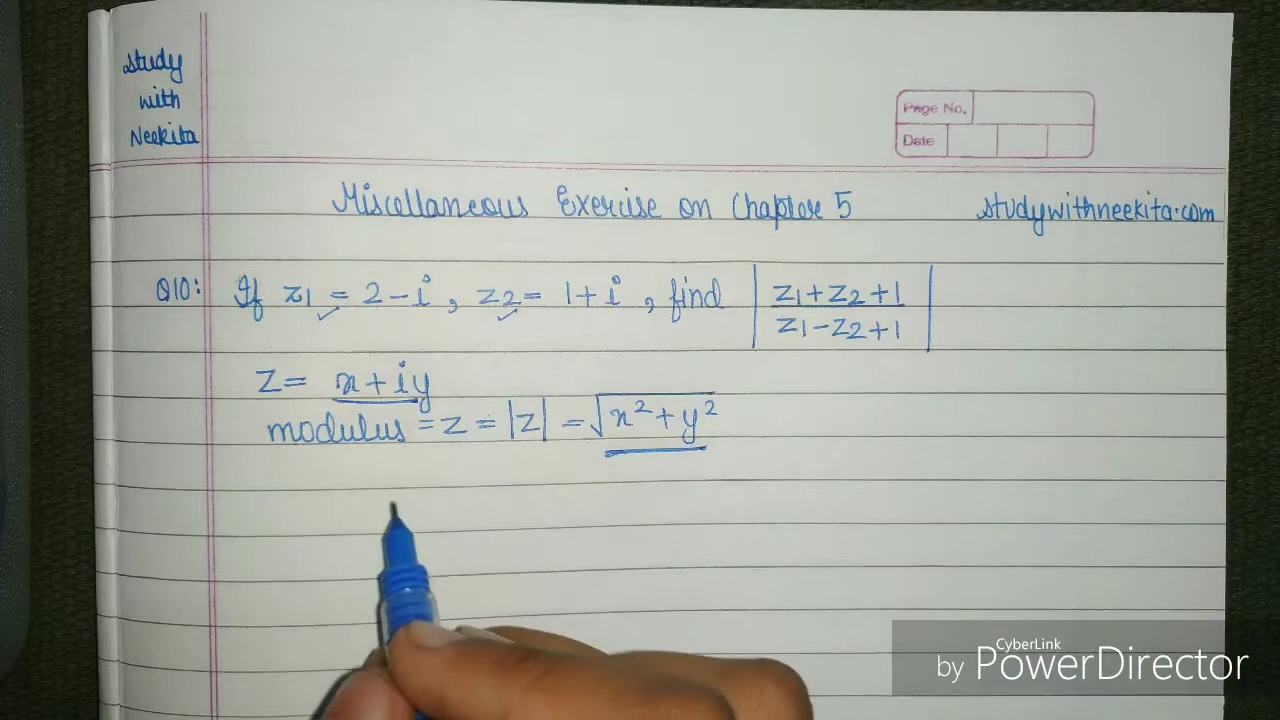 Study
with
Neekita
Page No.
Date
Miscellaneous Exercise on Chapter 5
studywithneekita.com
Q10: If z1 = 2 - i, z2 = 1 + i, find | z1 + z2 + 1
z1 - z2 + 1 |
z = x + iy
modulus = z = |z| = √x² + y²
CyberLink
by PowerDirector